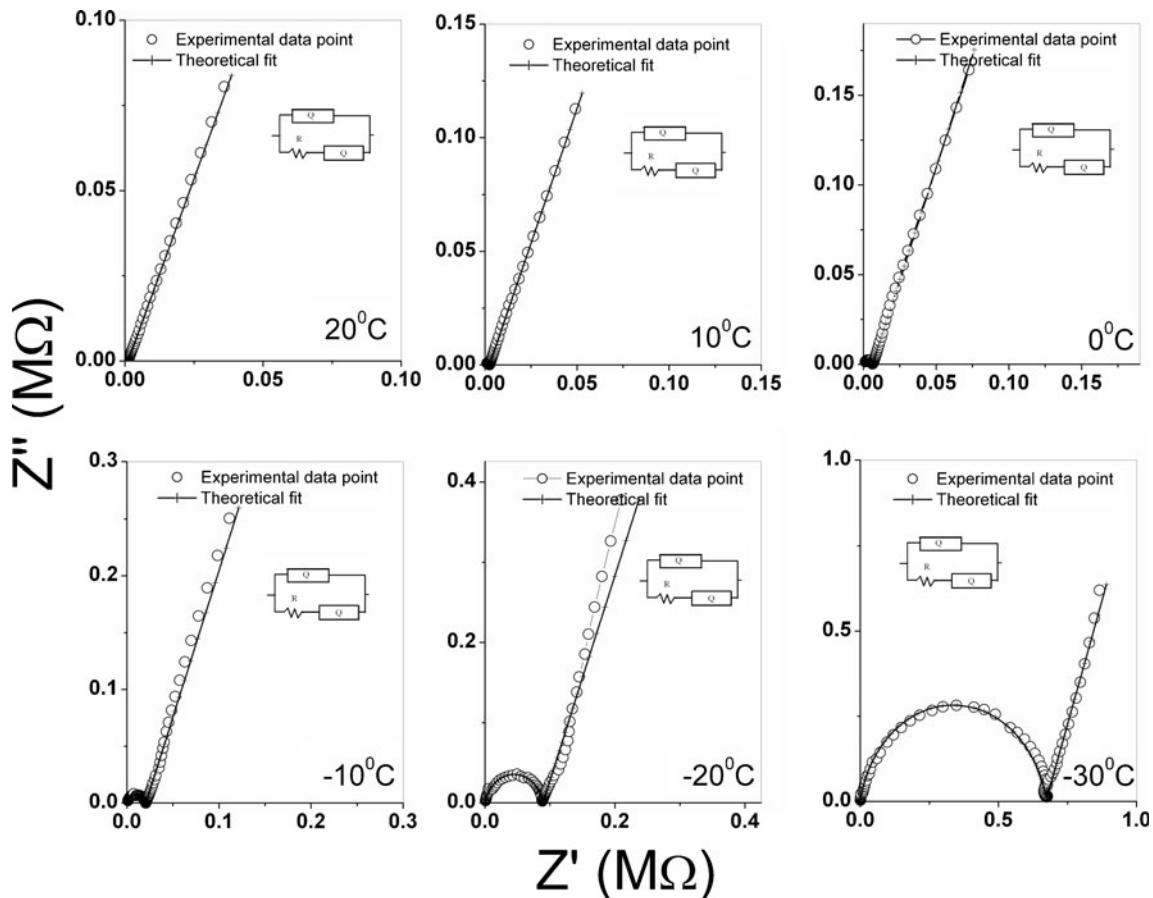 Z'' (MΩ)
0.10
0.05
0.00
0.00
0.05
0.10
Experimental data point
Theoretical fit
Q
R
Q
20⁰C
0.15
0.10
0.05
0.00
0.00
0.05
0.10
0.15
Experimental data point
Theoretical fit
Q
R
Q
10⁰C
0.15
0.10
0.05
0.00
0.00
0.05
0.10
0.15
Experimental data point
Theoretical fit
Q
R
Q
0⁰C
0.3
0.2
0.1
0.0
0.0
0.1
0.2
0.3
Experimental data point
Theoretical fit
Q
R
Q
-10⁰C
0.4
0.2
0.0
0.0
0.2
0.4
Experimental data point
Theoretical fit
Q
R
Q
-20⁰C
1.0
0.5
0.0
0.0
0.5
1.0
Experimental data point
Theoretical fit
Q
R
Q
-30⁰C
Z' (MΩ)